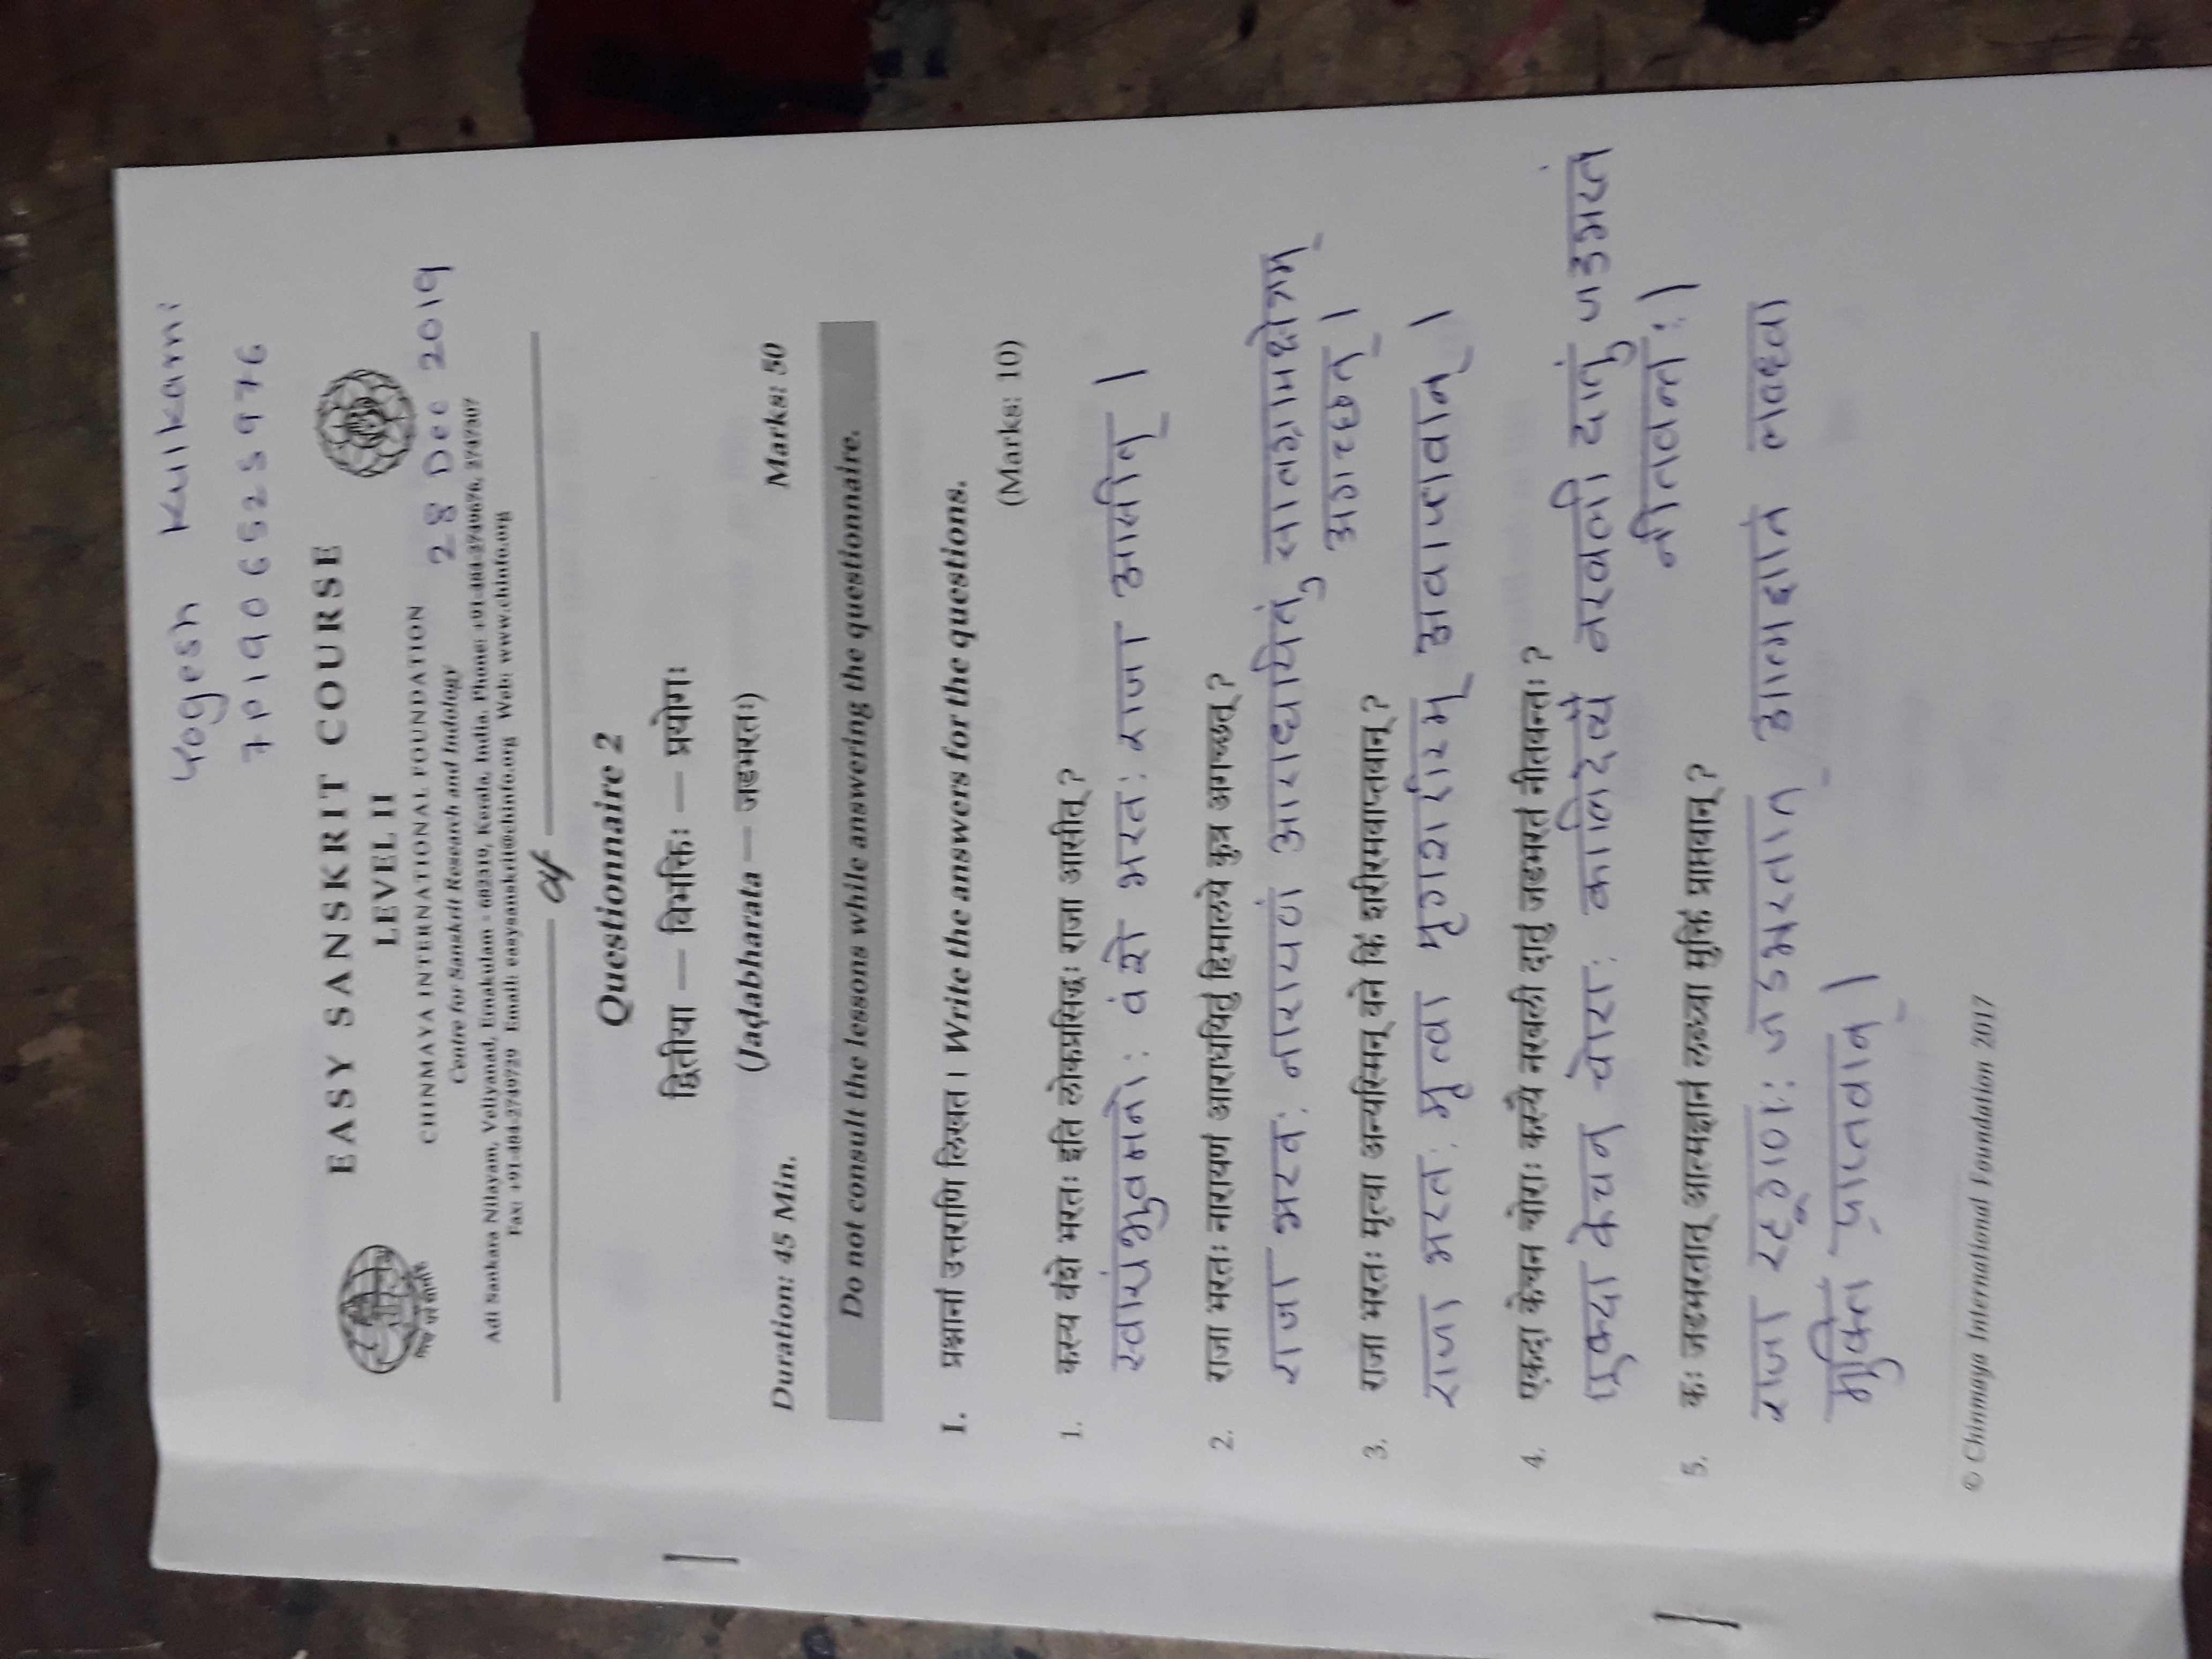 Yogesh Kulkarni
7P1906525976
EASY SANSKRIT COURSE
LEVEL II
CHINMAYA INTERNATIONAL FOUNDATION
28 Dec 2019
Centre for Sanskrit Research and Indology
Adi Sankara Nilayam, Veliyanad, Ernakulam - 682319, Kerala, India. Phone: +91-484-2749676, 2747307
Fax: +91-484-2749729 Email: easysanskrit@chinfo.org Web: www.chinfo.org
Questionnaire 2
द्वितीया — विभक्तिः — प्रयोगः
(Jaḍabharata — जडभरतः)
Duration: 45 Min. Marks: 50
Do not consult the lessons while answering the questionnaire.
I. प्रश्नानां उत्तराणि लिखत । Write the answers for the questions.
(Marks: 10)
1. कस्य वंशे भरतः इति लोकप्रसिद्धः राजा आसीत् ?
स्वायंभुवमनोः वंशे भरतः राजा आसीत् ।
2. राजा भरतः नारायणं आराधयितुं हिमालये कुत्र अगच्छत् ?
राजा भरतः नारायणं आराधायितुं सालग्रामक्षेत्रम्
अगच्छत् ।
3. राजा भरतः मृत्वा अन्यस्मिन् वने किं शरीरमवाप्तवान् ?
राजा भरतः मृत्वा मृगशरीरम् अवाप्तवान् ।
4. एकदा केचन चोराः कस्यै नरबली दातुं जडभरतं नीतवन्तः ?
एकदा केचन चोराः कालिदेव्यै नरबली दातुं जडभरतं
नीतवन्तः ।
5. कः जडभरतात् आत्मज्ञानं लब्ध्वा मुक्तिं प्राप्तवान् ?
राजा रहूगणः जडभरतात् आत्मज्ञानं लब्ध्वा
मुक्तिं प्राप्तवान् ।
© Chinmaya International Foundation 2017